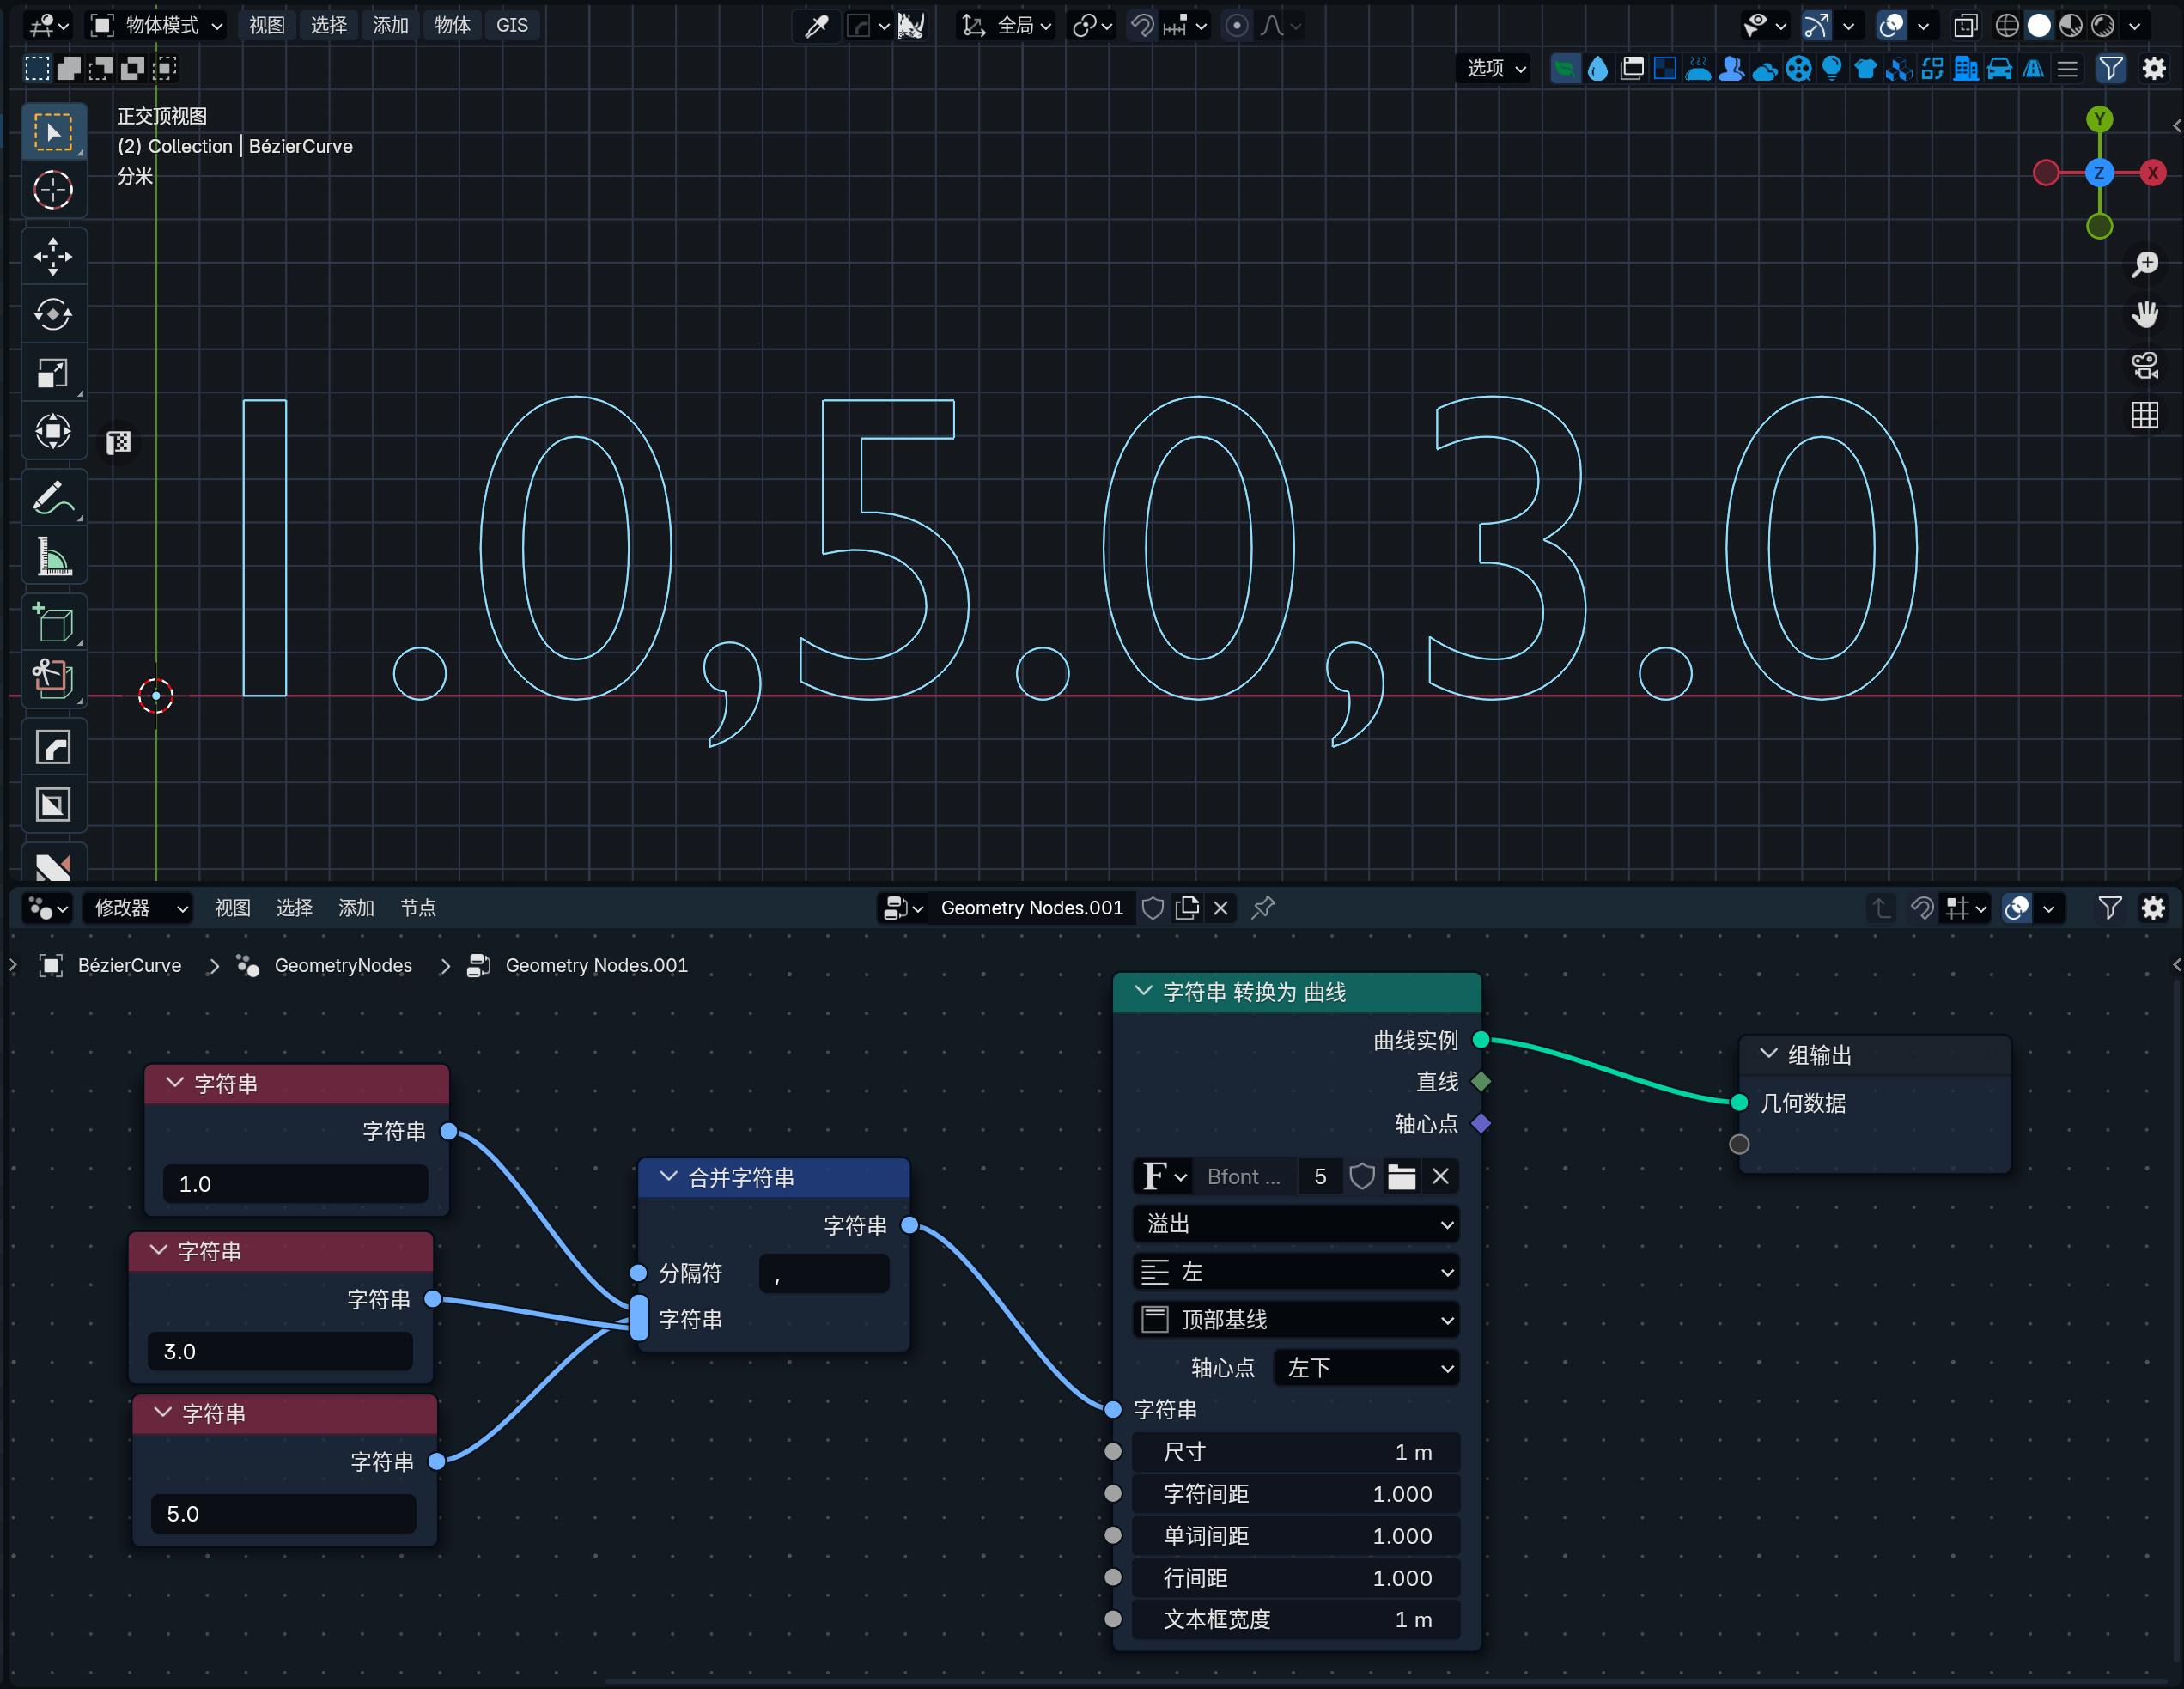 物体模式 视图 选择 添加 物体 GIS 全局
选项
正交顶视图
(2) Collection | BézierCurve
分米
Y
Z X
1.0,5.0,3.0
修改器 视图 选择 添加 节点 Geometry Nodes.001
BézierCurve GeometryNodes Geometry Nodes.001
字符串
字符串
1.0
字符串
字符串
3.0
字符串
字符串
5.0
合并字符串
字符串
分隔符 ,
字符串
字符串 转换为 曲线
曲线实例
直线
轴心点
F Bfont ... 5
溢出
左
顶部基线
轴心点 左下
字符串
尺寸 1 m
字符间距 1.000
单词间距 1.000
行间距 1.000
文本框宽度 1 m
组输出
几何数据